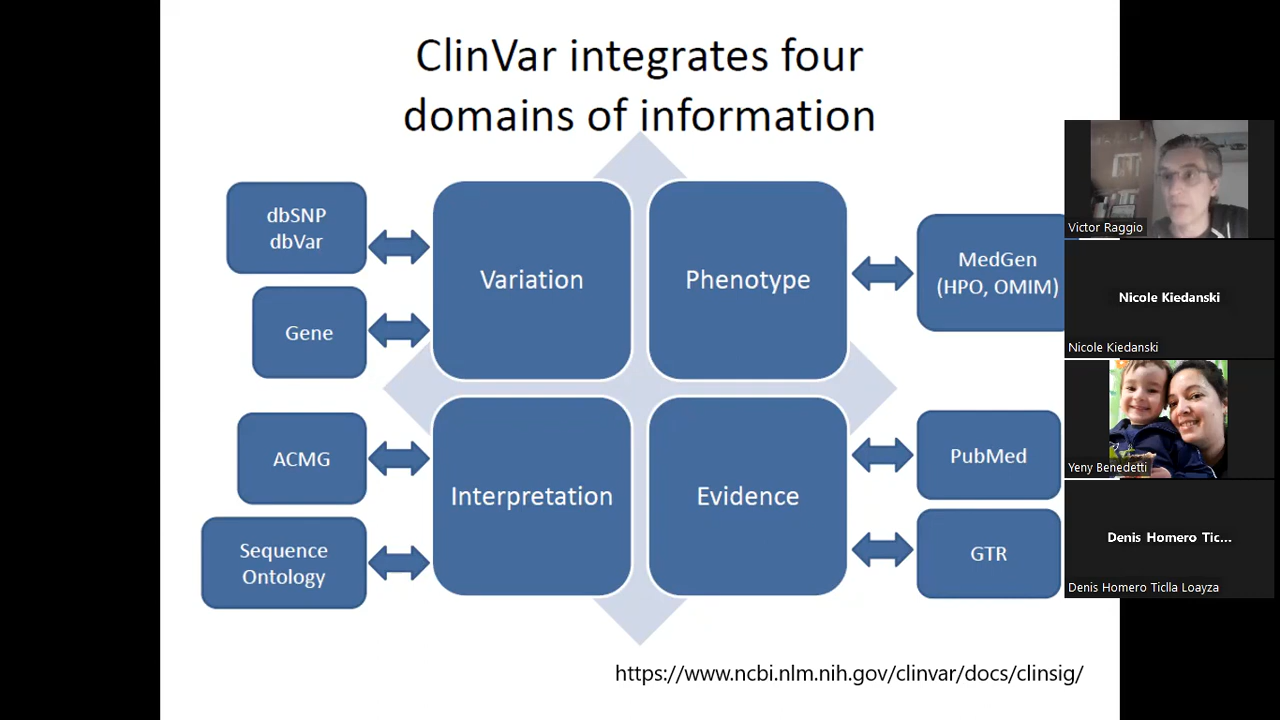 ClinVar integrates four
domains of information
dbSNP
dbVar
Gene
ACMG
Sequence
Ontology
Variation
Phenotype
Interpretation
Evidence
MedGen
(HPO, OMIM)
PubMed
GTR
https://www.ncbi.nlm.nih.gov/clinvar/docs/clinsig/
Victor Raggio
Nicole Kiedanski
Nicole Kiedanski
Yeny Benedetti
Denis Homero Tic...
Denis Homero Ticlla Loayza